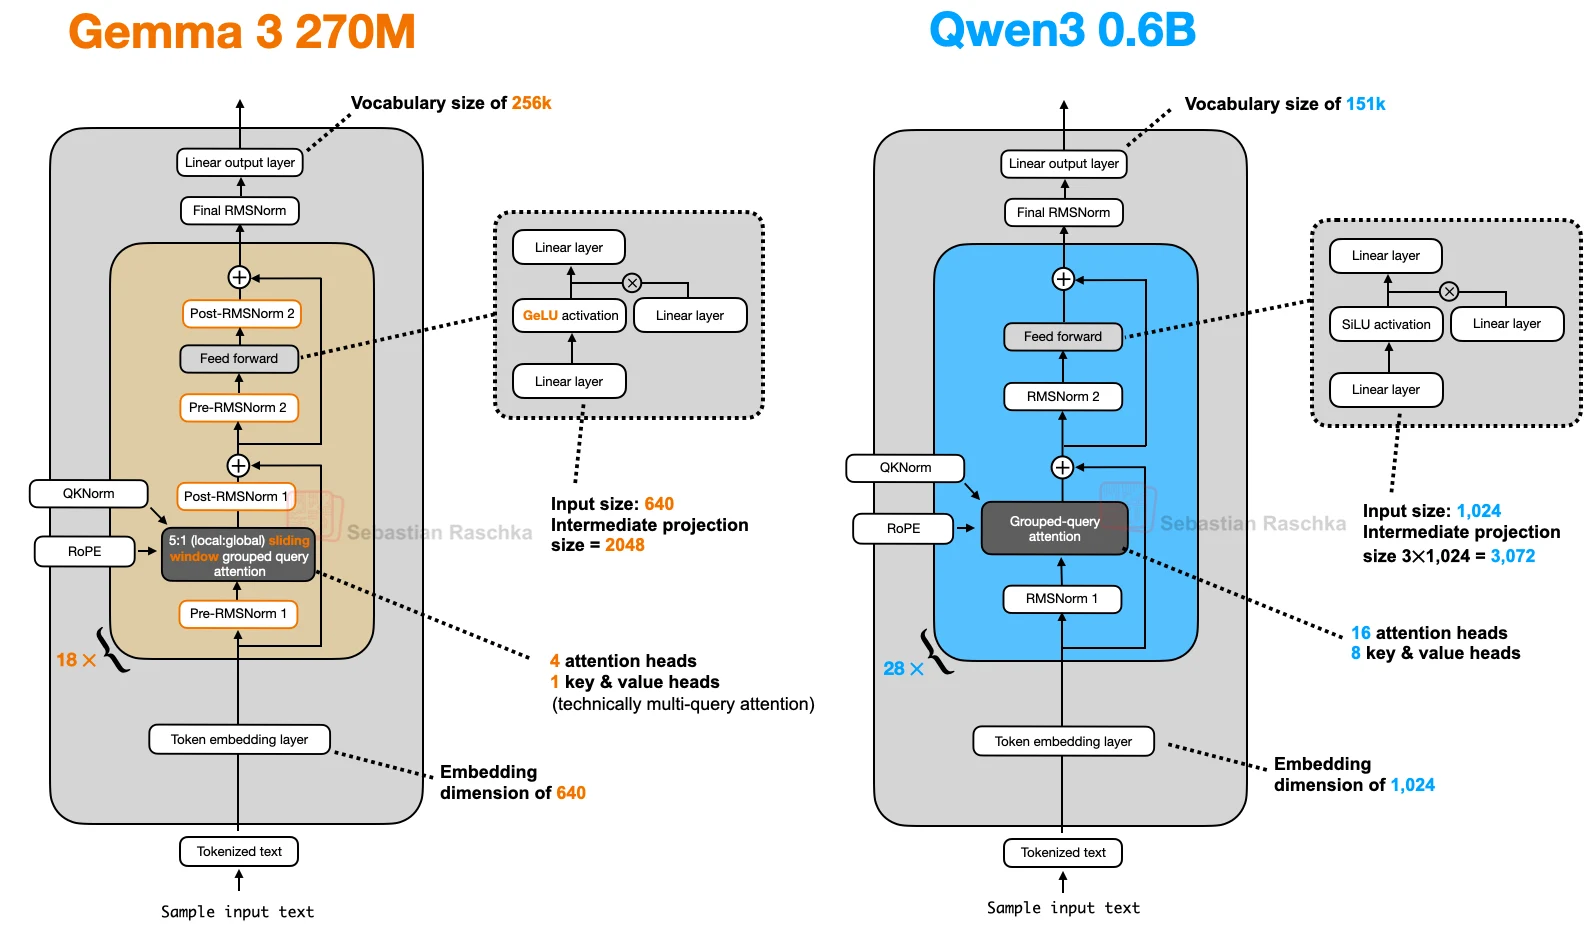 Gemma 3 270M
Vocabulary size of 256k
Linear output layer
Final RMSNorm
Post-RMSNorm 2
Feed forward
Pre-RMSNorm 2
Post-RMSNorm 1
QKNorm
RoPE
5:1 (local:global) sliding
window grouped query
attention
Pre-RMSNorm 1
18 ×
Token embedding layer
Tokenized text
Sample input text
Linear layer
GeLU activation
Linear layer
Linear layer
Input size: 640
Intermediate projection
size = 2048
Sebastian Raschka
4 attention heads
1 key & value heads
(technically multi-query attention)
Embedding
dimension of 640
Qwen3 0.6B
Vocabulary size of 151k
Linear output layer
Final RMSNorm
Feed forward
RMSNorm 2
QKNorm
RoPE
Grouped-query
attention
RMSNorm 1
28 ×
Token embedding layer
Tokenized text
Sample input text
Linear layer
SiLU activation
Linear layer
Linear layer
Input size: 1,024
Intermediate projection
size 3×1,024 = 3,072
Sebastian Raschka
16 attention heads
8 key & value heads
Embedding
dimension of 1,024